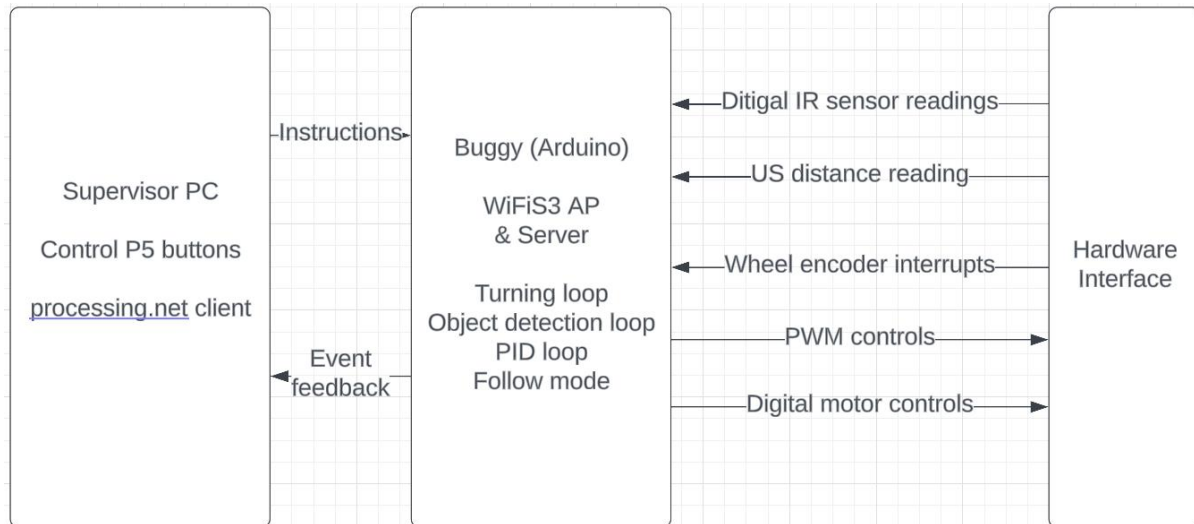 Supervisor PC
Control P5 buttons
processing.net client
Instructions
Event
feedback
Buggy (Arduino)
WiFiS3 AP
& Server
Turning loop
Object detection loop
PID loop
Follow mode
Ditigal IR sensor readings
US distance reading
Wheel encoder interrupts
PWM controls
Digital motor controls
Hardware
Interface